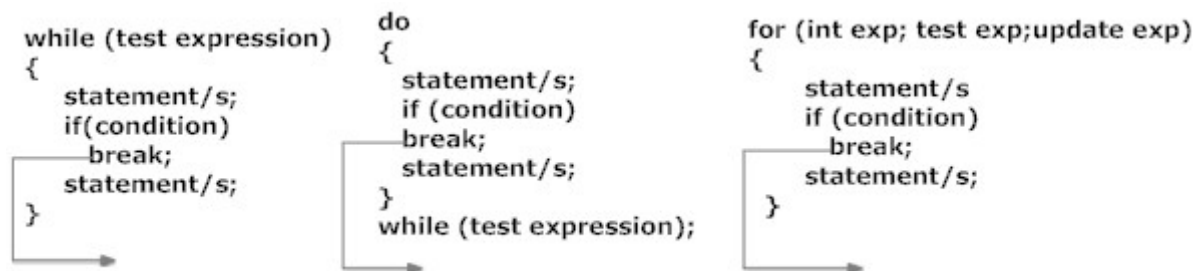 while (test expression)
{
statement/s;
if(condition)
break;
statement/s;
}
do
{
statement/s;
if (condition)
break;
statement/s;
}
while (test expression);
for (int exp; test exp;update exp)
{
statement/s
if (condition)
break;
statement/s;
}